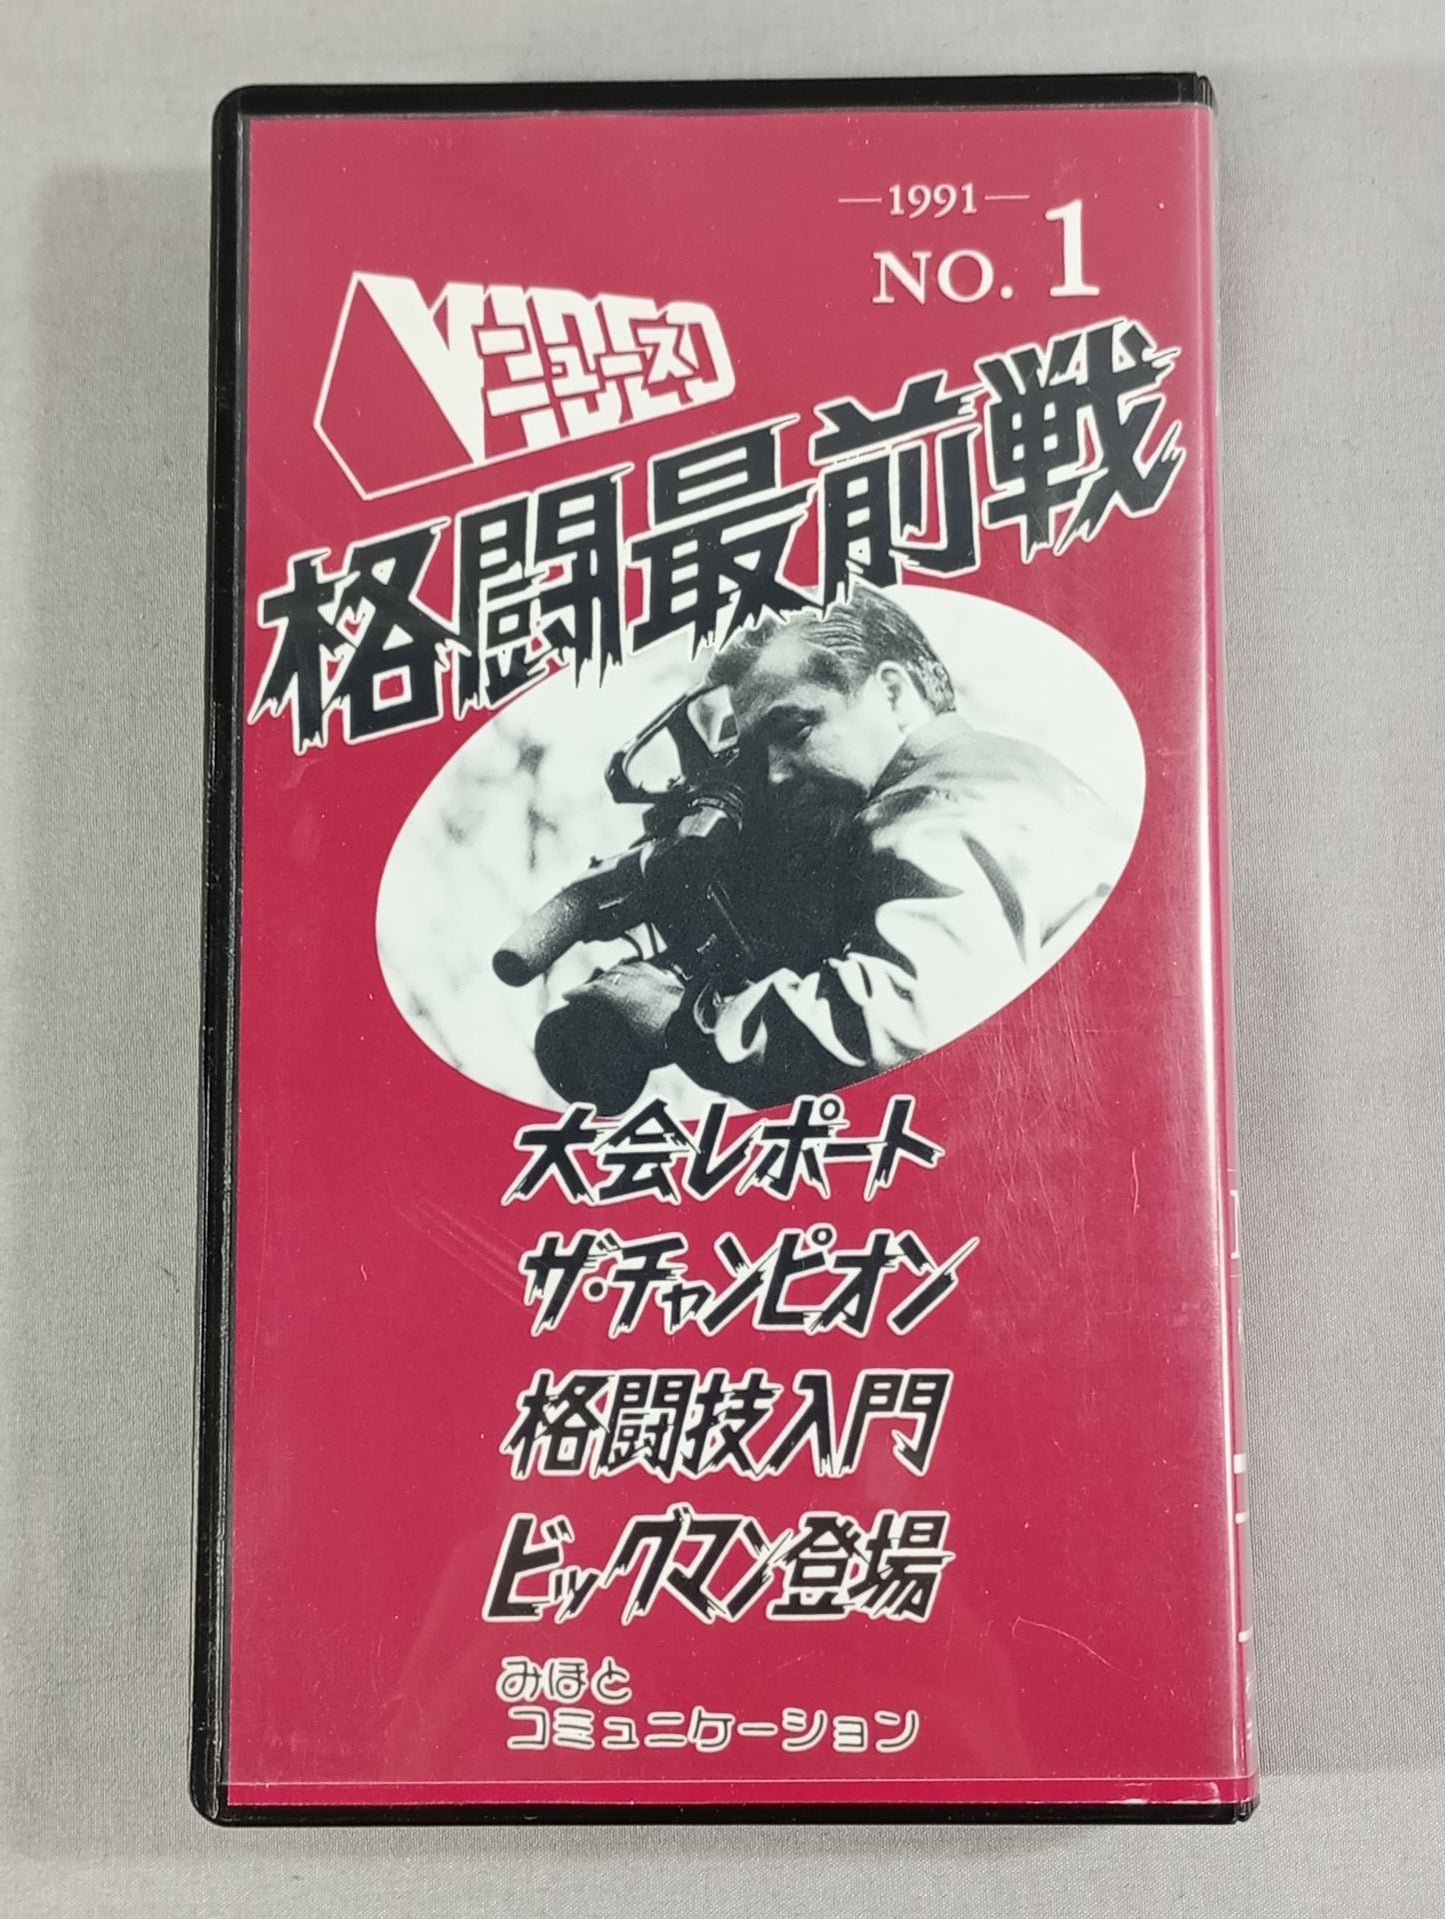 —1991—
NO. 1
VIDEO
ニュース
格闘最前戦
大会レポート
ザ・チャンピオン
格闘技入門
ビッグマン登場
みほと
コミュニケーション